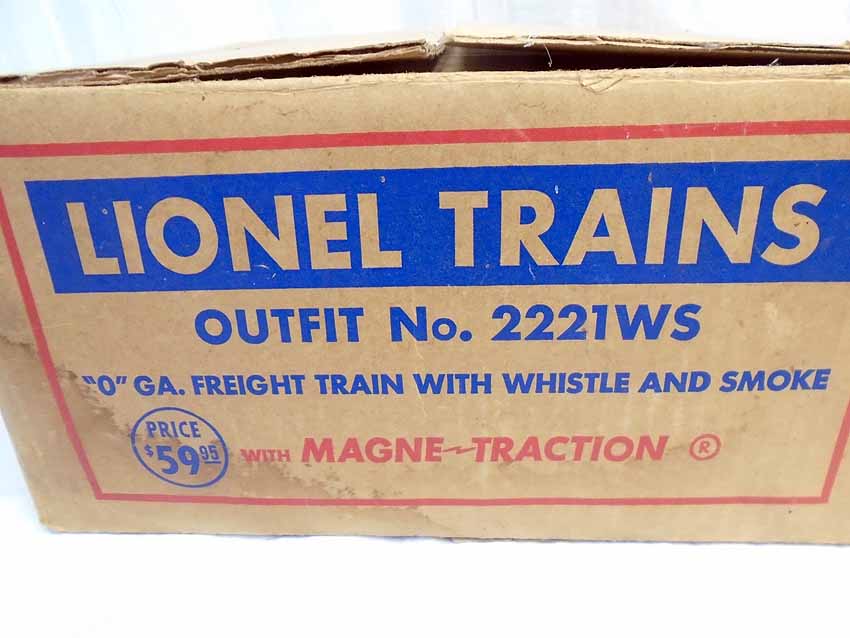 LIONEL TRAINS
OUTFIT No. 2221WS
"O" GA. FREIGHT TRAIN WITH WHISTLE AND SMOKE
PRICE
$59.95
WITH MAGNE-TRACTION ®